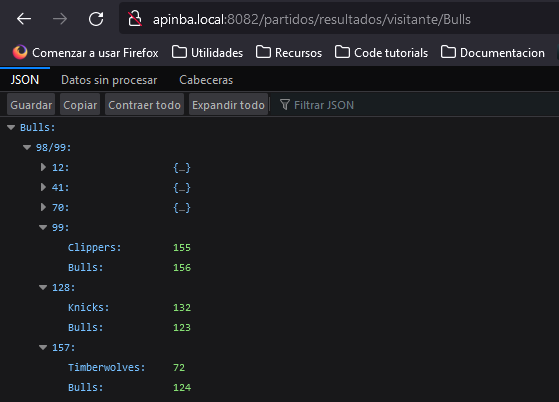 apinba.local:8082/partidos/resultados/visitante/Bulls
Comenzar a usar Firefox Utilidades Recursos Code tutorials Documentacion
JSON Datos sin procesar Cabeceras
Guardar Copiar Contraer todo Expandir todo Filtrar JSON
Bulls:
98/99:
12: {…}
41: {…}
70: {…}
99:
Clippers: 155
Bulls: 156
128:
Knicks: 132
Bulls: 123
157:
Timberwolves: 72
Bulls: 124